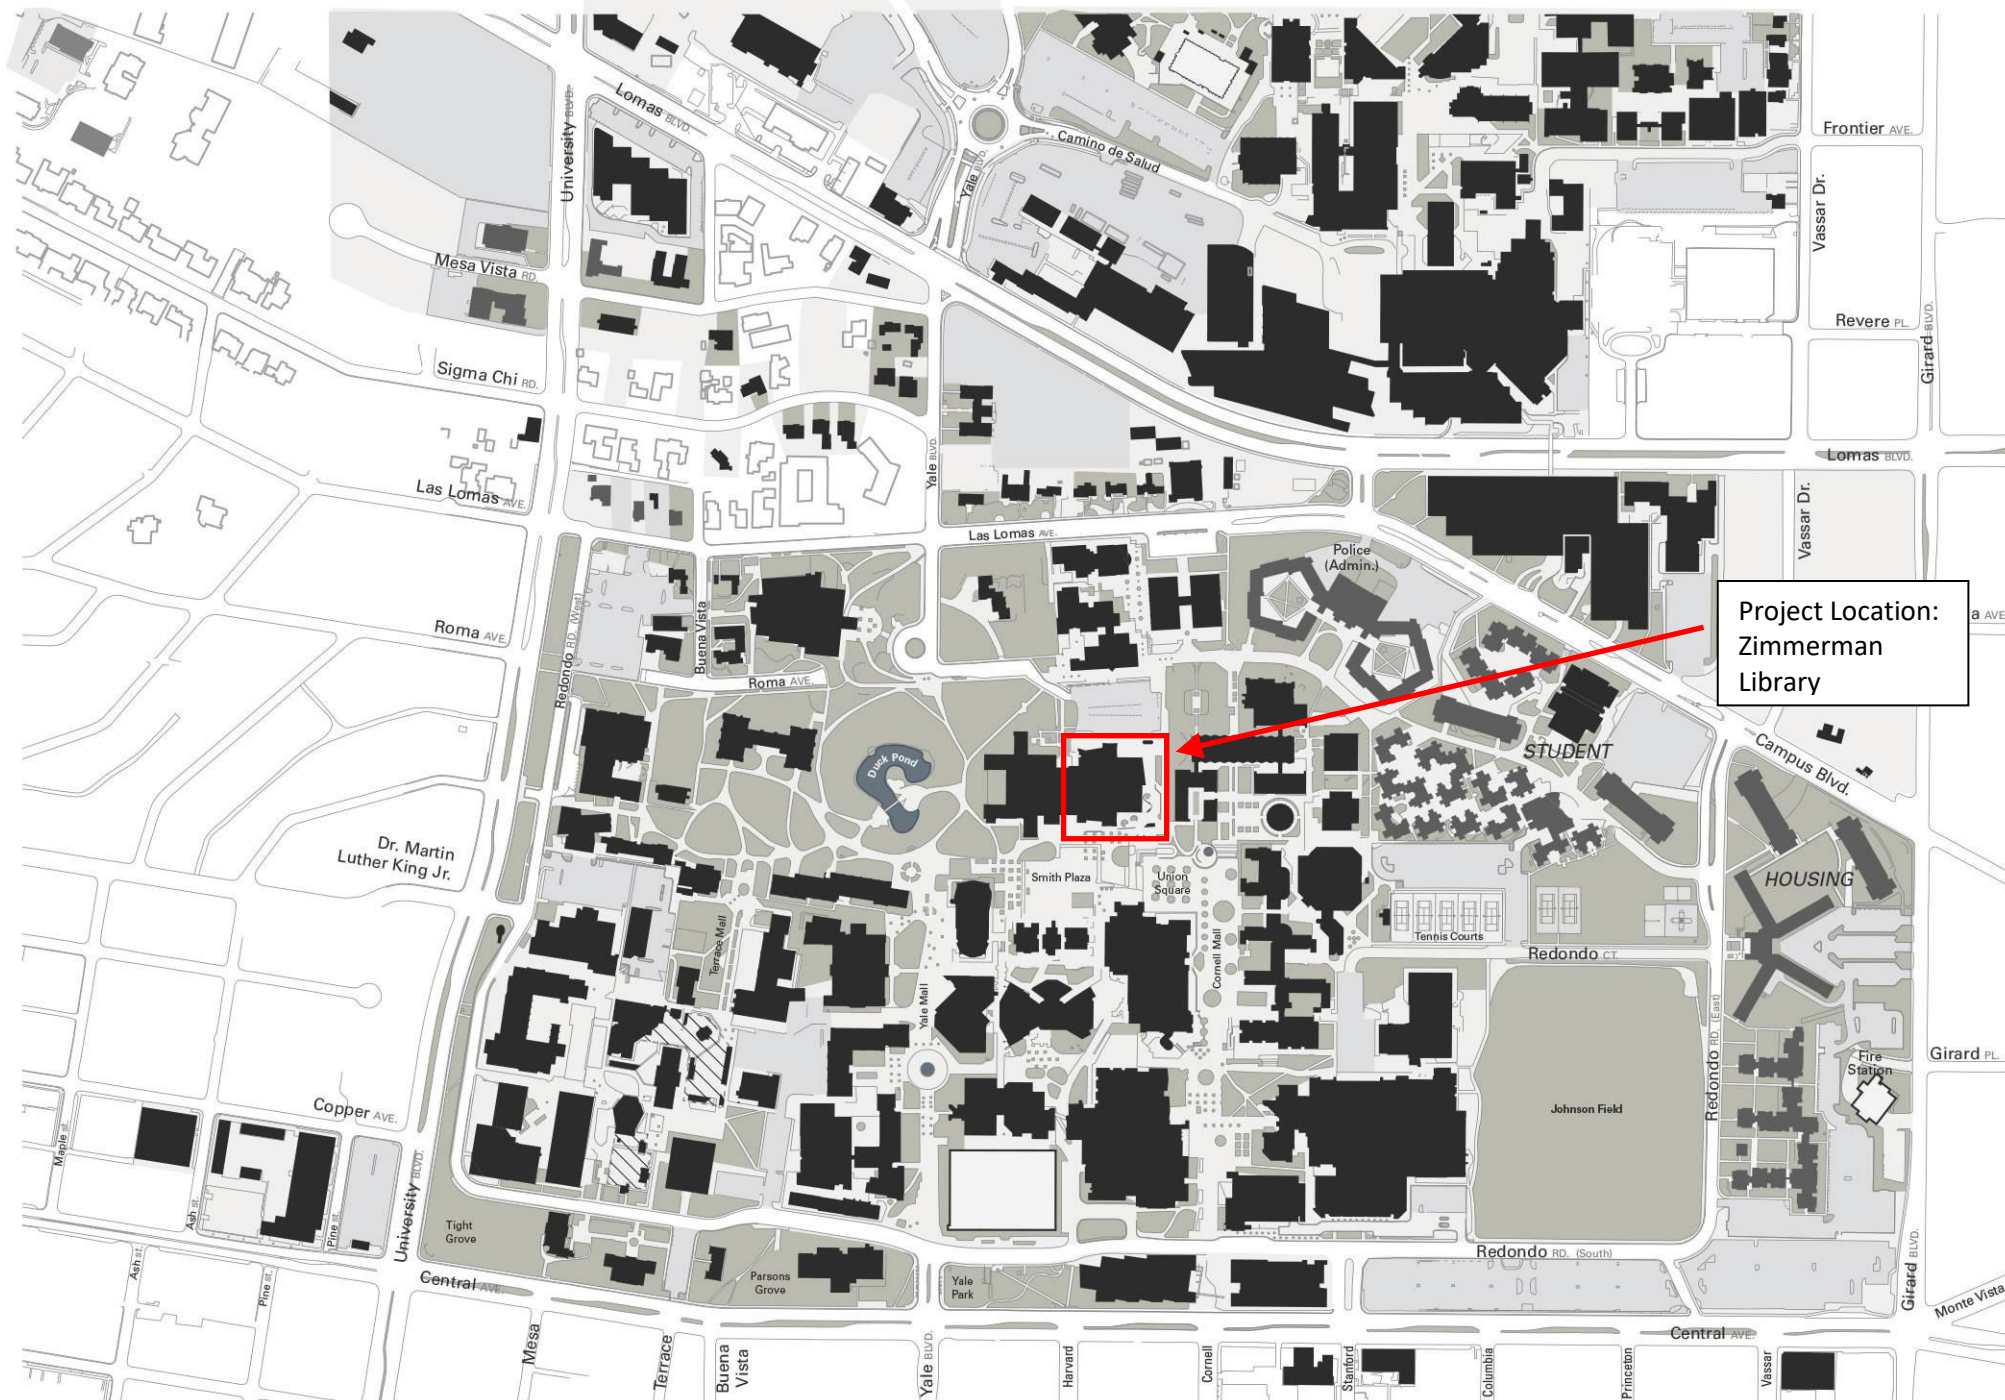 Lomas BLVD.
University BLVD.
Camino de Salud
Yale BLVD.
Frontier AVE.
Vassar Dr.
Mesa Vista RD.
Revere PL.
Girard BLVD.
Sigma Chi RD.
Yale BLVD.
Lomas BLVD.
Las Lomas AVE.
Vassar Dr.
Las Lomas AVE.
Police
(Admin.)
Project Location:
Zimmerman
Library
a AVE
Redondo RD. (West)
Roma AVE.
Buena Vista
Roma AVE.
STUDENT
Campus Blvd.
Duck Pond
Dr. Martin
Luther King Jr.
Smith Plaza
Union
Square
HOUSING
Terrace Mall
Tennis Courts
Cornell Mall
Redondo CT.
Yale Mall
Redondo RD. (East)
Fire
Station
Girard PL.
Copper AVE.
Johnson Field
Maple st.
Ash st.
Pine st.
University BLVD.
Tight
Grove
Redondo RD. (South)
Girard BLVD.
Ash st.
Pine st.
Central AVE.
Parsons
Grove
Yale
Park
Monte Vista
Central AVE.
Mesa
Terrace
Buena
Vista
Yale BLVD.
Harvard
Cornell
Stanford
Columbia
Princeton
Vassar